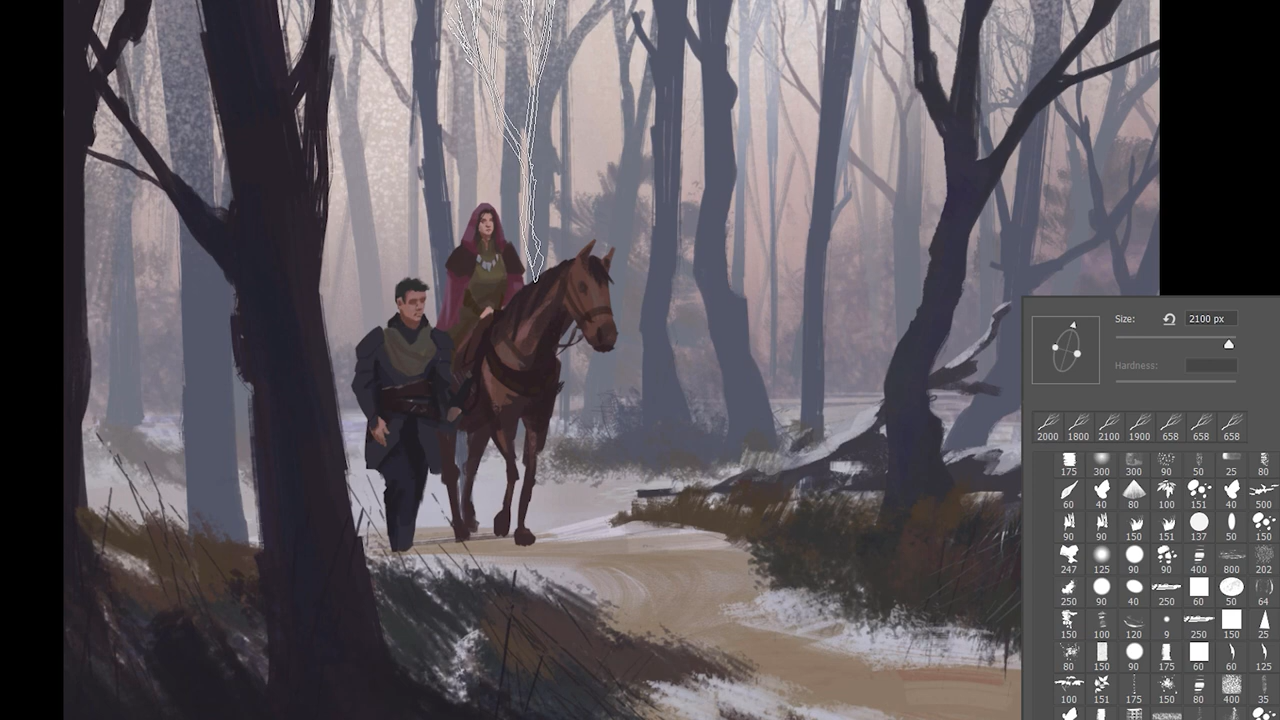 Size: 2100 px
Hardness:
2000 1800 2100 1900 658 658 658
175 300 300 90 50 25 80
60 40 80 100 151 40 500
90 90 150 151 137 50 150
247 125 90 90 400 800 202
250 90 40 250 60 50 64
150 100 120 9 250 150 25
80 150 90 175 60 60 125
100 151 175 150 80 400 35